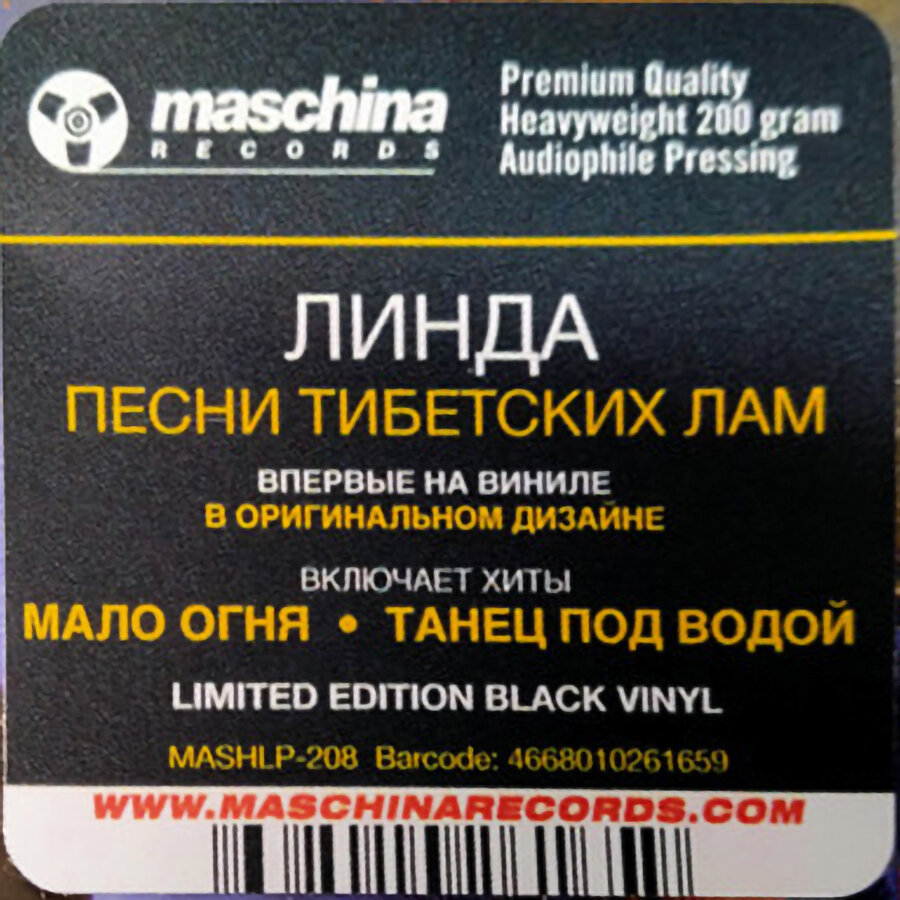 maschina
RECORDS
Premium Quality
Heavyweight 200 gram
Audiophile Pressing
ЛИНДА
ПЕСНИ ТИБЕТСКИХ ЛАМ
ВПЕРВЫЕ НА ВИНИЛЕ
В ОРИГИНАЛЬНОМ ДИЗАЙНЕ
ВКЛЮЧАЕТ ХИТЫ
МАЛО ОГНЯ • ТАНЕЦ ПОД ВОДОЙ
LIMITED EDITION BLACK VINYL
MASHLP-208 Barcode: 4668010261659
WWW.MASCHINARECORDS.COM